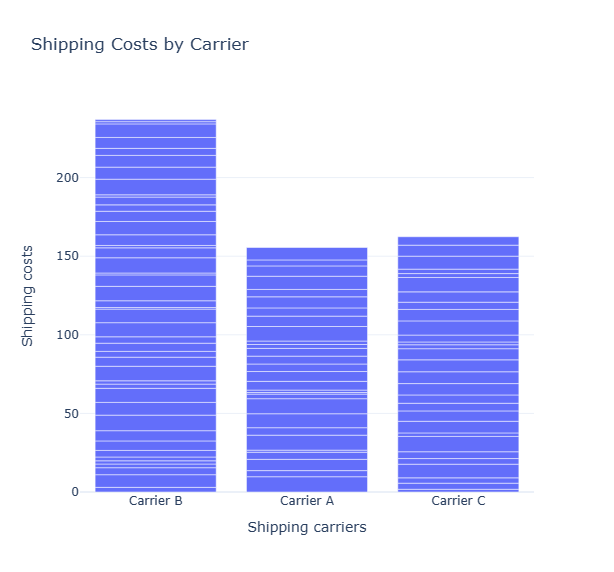 Shipping Costs by Carrier
200
150
100
50
0
Shipping costs
Carrier B
Carrier A
Carrier C
Shipping carriers